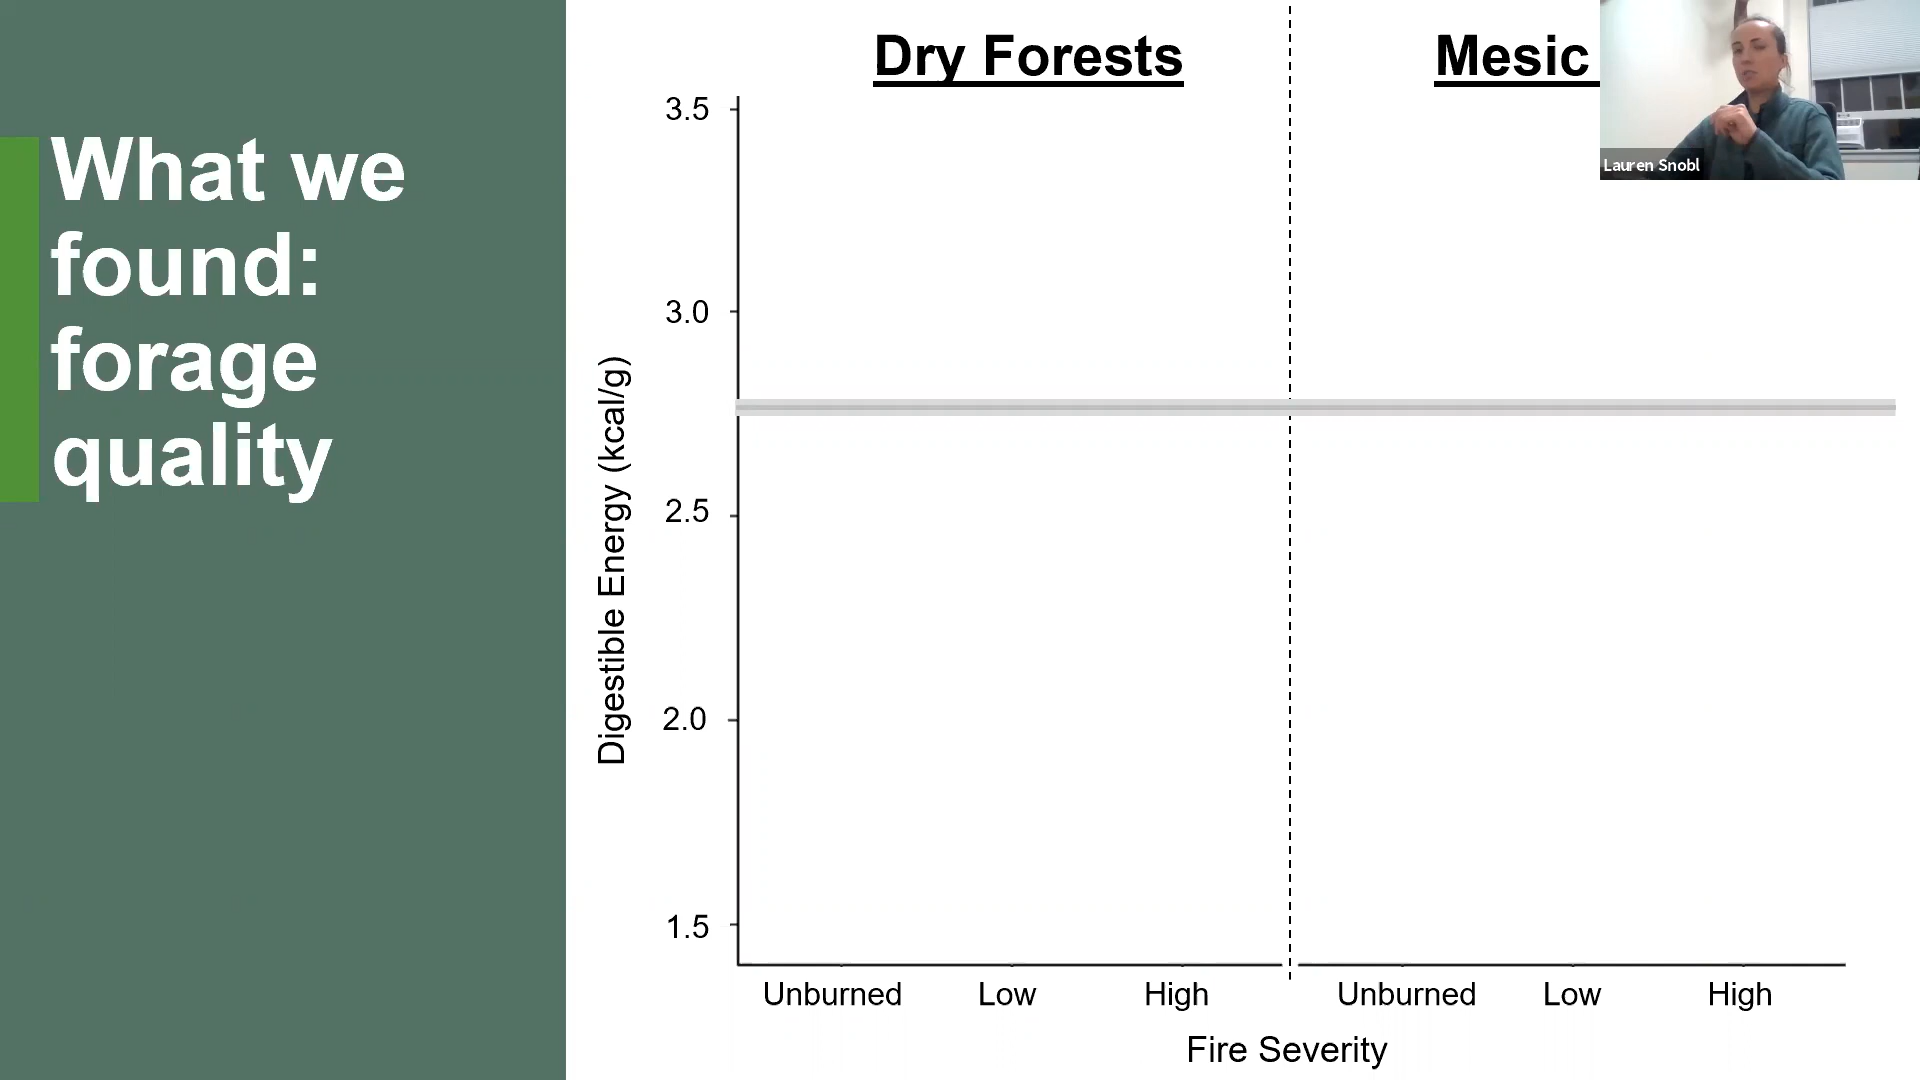 What we
found:
forage
quality
Dry Forests
Mesic
Lauren Snobl
3.5
3.0
2.5
2.0
1.5
Digestible Energy (kcal/g)
Unburned Low High Unburned Low High
Fire Severity